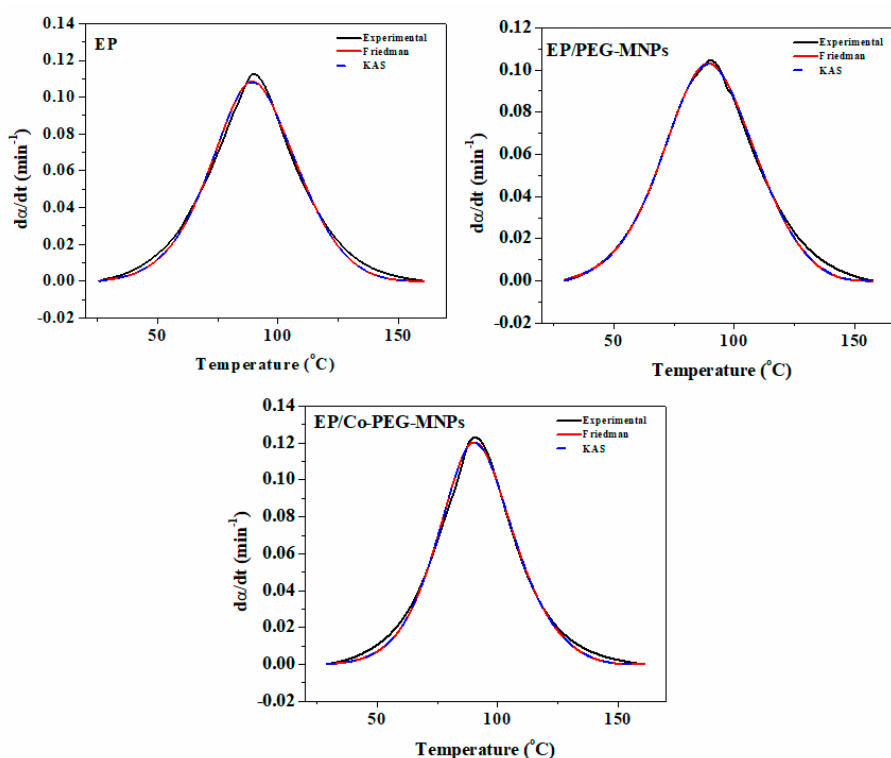 EP
Experimental
Friedman
KAS
0.14
0.12
0.10
0.08
0.06
0.04
0.02
0.00
-0.02
dα/dt (min⁻¹)
50 100 150
Temperature (°C)
EP/PEG-MNPs
Experimental
Friedman
KAS
0.12
0.10
0.08
0.06
0.04
0.02
0.00
-0.02
dα/dt (min⁻¹)
50 100 150
Temperature (°C)
EP/Co-PEG-MNPs
Experimental
Friedman
KAS
0.14
0.12
0.10
0.08
0.06
0.04
0.02
0.00
-0.02
dα/dt (min⁻¹)
50 100 150
Temperature (°C)